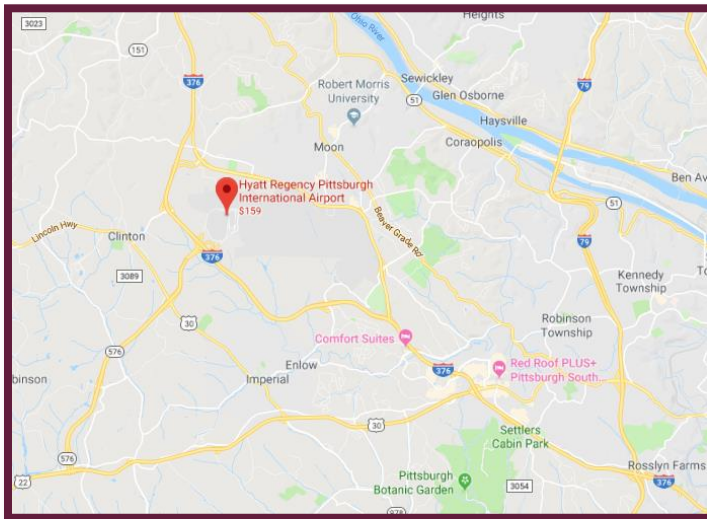 3023
Heights
Ohio River
151
376
79
Robert Morris
University
Sewickley
51
Glen Osborne
Haysville
Moon
Coraopolis
Ben Av
Hyatt Regency Pittsburgh
International Airport
$159
51
Lincoln Hwy
Clinton
Beaver Grade Rd
79
376
3089
Kennedy
Township
To
30
Robinson
Township
Comfort Suites
576
Enlow
Red Roof PLUS+
Pittsburgh South...
376
binson
Imperial
30
Settlers
Cabin Park
576
Rosslyn Farms
22
Pittsburgh
Botanic Garden
3054
376
978